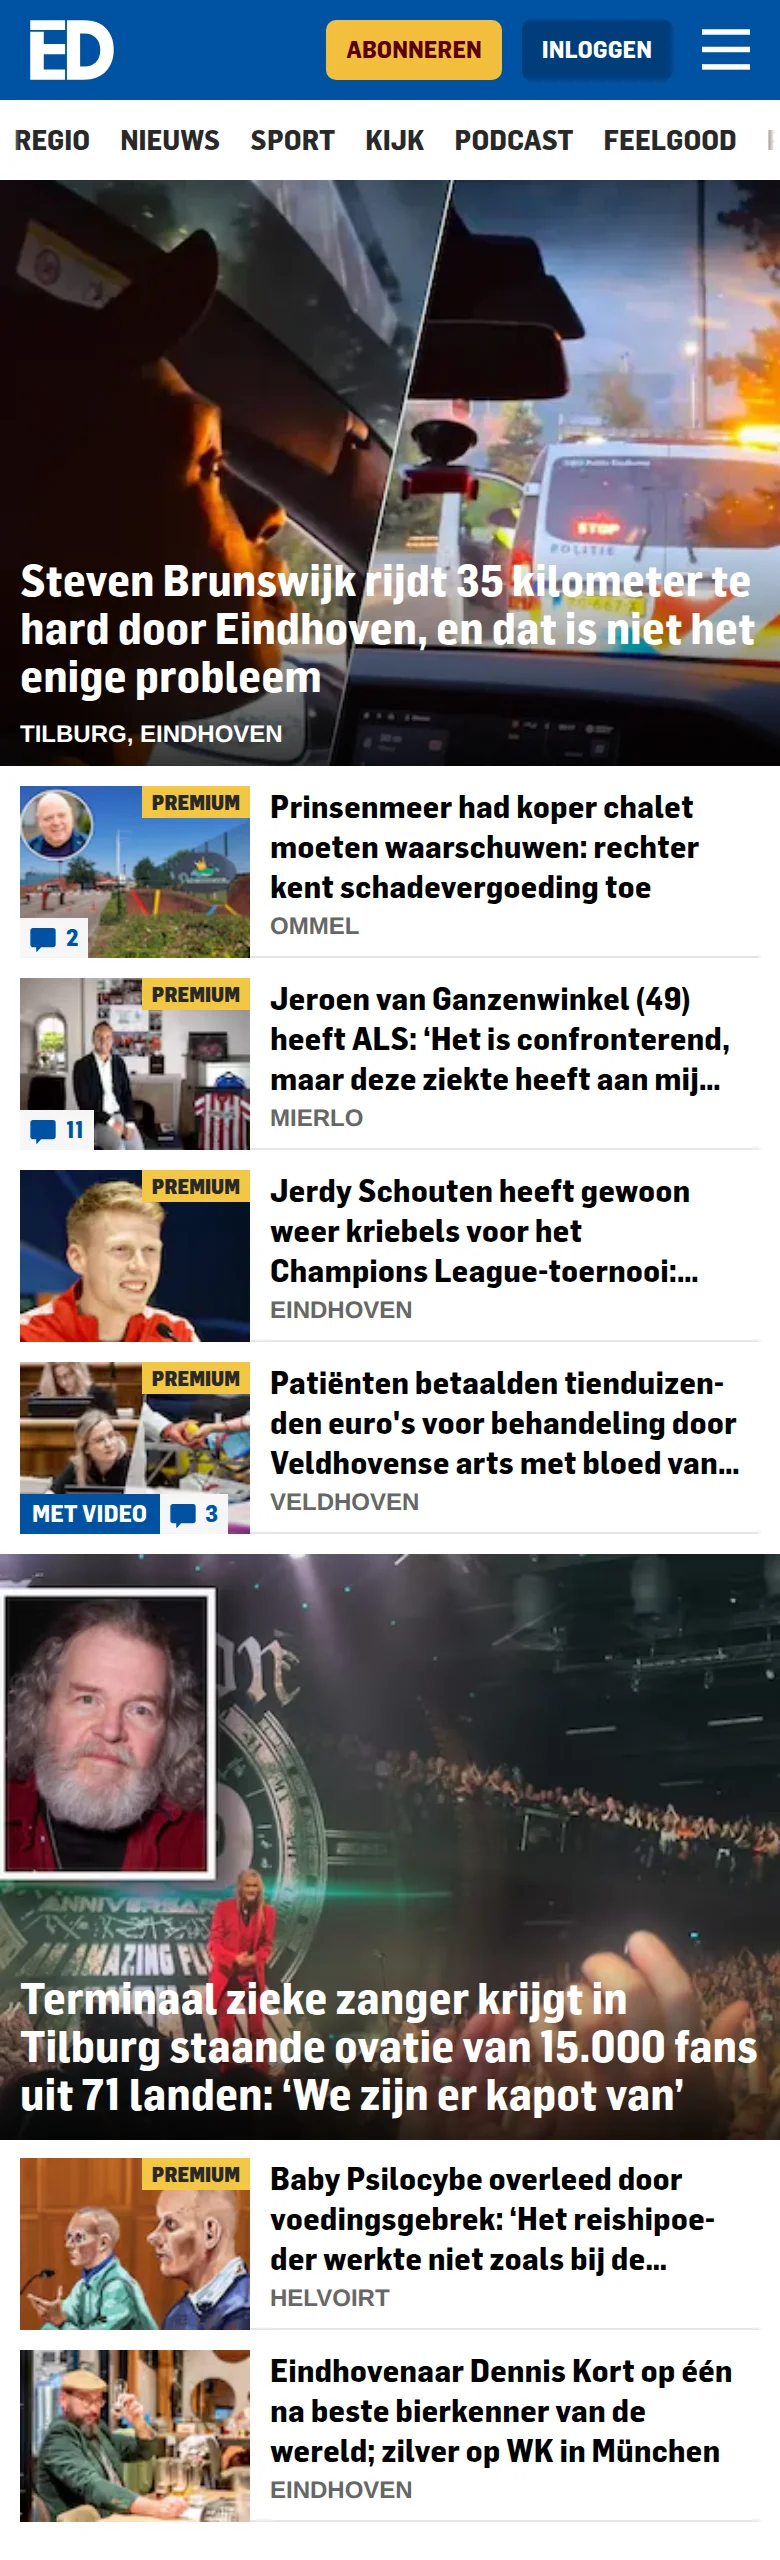 ED
ABONNEREN
INLOGGEN
REGIO NIEUWS SPORT KIJK PODCAST FEELGOOD
STOP
POLITIE
Steven Brunswijk rijdt 35 kilometer te
hard door Eindhoven, en dat is niet het
enige probleem
TILBURG, EINDHOVEN
PREMIUM
2
Prinsenmeer had koper chalet
moeten waarschuwen: rechter
kent schadevergoeding toe
OMMEL
PREMIUM
11
Jeroen van Ganzenwinkel (49)
heeft ALS: ‘Het is confronterend,
maar deze ziekte heeft aan mij...
MIERLO
PREMIUM
Jerdy Schouten heeft gewoon
weer kriebels voor het
Champions League-toernooi:...
EINDHOVEN
PREMIUM
MET VIDEO
3
Patiënten betaalden tienduizen-
den euro's voor behandeling door
Veldhovense arts met bloed van...
VELDHOVEN
ANNIVERSAR
AMAZING FL
Terminaal zieke zanger krijgt in
Tilburg staande ovatie van 15.000 fans
uit 71 landen: ‘We zijn er kapot van’
PREMIUM
Baby Psilocybe overleed door
voedingsgebrek: ‘Het reishipoe-
der werkte niet zoals bij de...
HELVOIRT
Eindhovenaar Dennis Kort op één
na beste bierkenner van de
wereld; zilver op WK in München
EINDHOVEN